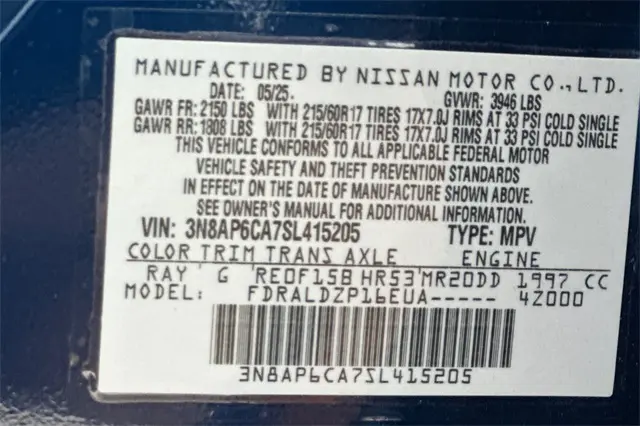 MANUFACTURED BY NISSAN MOTOR CO., LTD.
DATE: 05/25. GVWR: 3946 LBS
GAWR FR: 2150 LBS WITH 215/60R17 TIRES 17X7.0J RIMS AT 33 PSI COLD SINGLE
GAWR RR: 1808 LBS WITH 215/60R17 TIRES 17X7.0J RIMS AT 33 PSI COLD SINGLE
THIS VEHICLE CONFORMS TO ALL APPLICABLE FEDERAL MOTOR
VEHICLE SAFETY AND THEFT PREVENTION STANDARDS
IN EFFECT ON THE DATE OF MANUFACTURE SHOWN ABOVE.
SEE OWNER'S MANUAL FOR ADDITIONAL INFORMATION
VIN: 3N8AP6CA7SL415205 TYPE: MPV
COLOR TRIM TRANS AXLE ENGINE
RAY G RE0F15B HR53 MR20DD 1997 CC
MODEL: FDRALDZP16EUA----- 4Z000
3N8AP6CA7SL415205